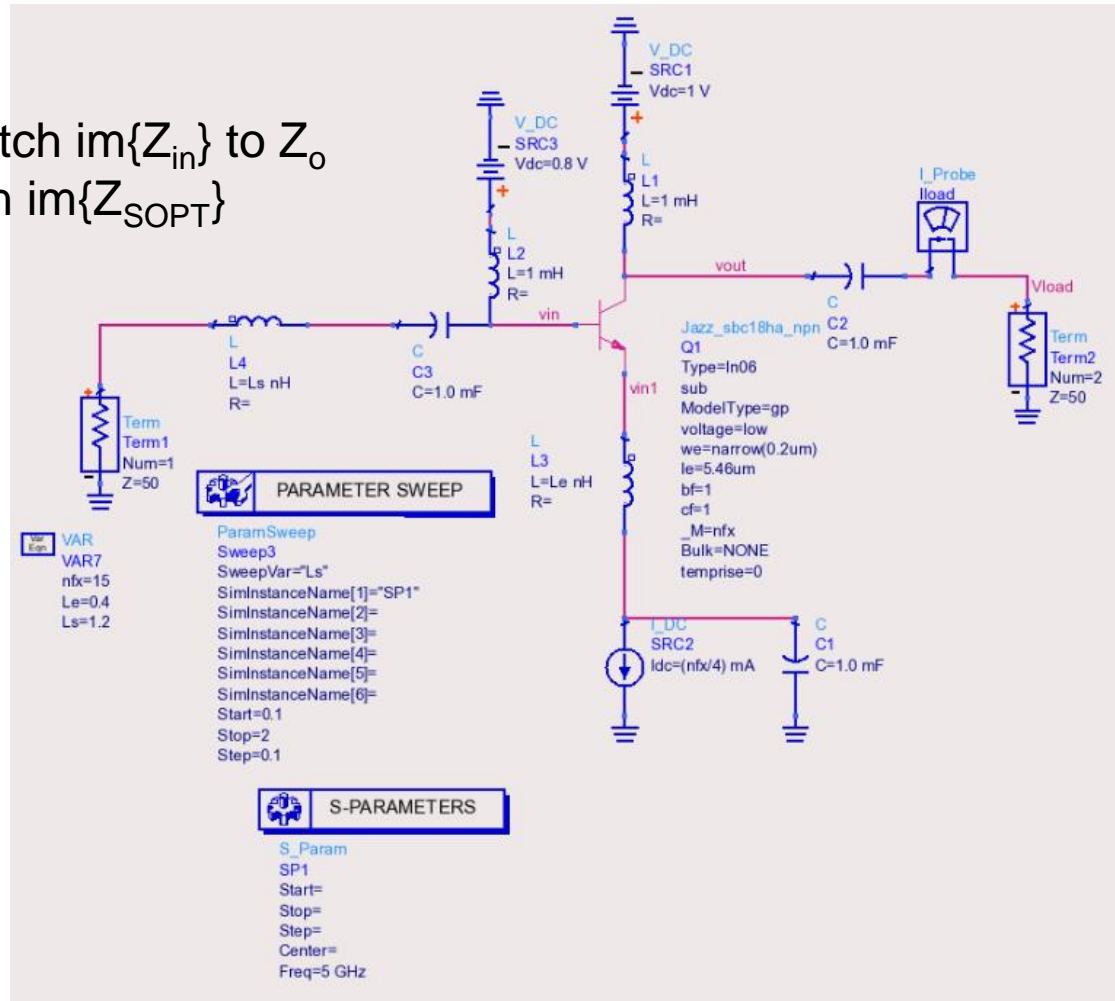 tch im{Zin} to Zo
n im{ZSOPT}
V_DC
SRC1
Vdc=1 V
V_DC
SRC3
Vdc=0.8 V
L
L1
L=1 mH
R=
I_Probe
Iload
L
L2
L=1 mH
R=
vin
vout
Vload
L
L4
L=Ls nH
R=
C
C3
C=1.0 mF
Jazz_sbc18ha_npn
Q1
Type=ln06
sub
ModelType=gp
voltage=low
we=narrow(0.2um)
le=5.46um
bf=1
cf=1
_M=nfx
Bulk=NONE
temprise=0
C
C2
C=1.0 mF
Term
Term2
Num=2
Z=50
vin1
Term
Term1
Num=1
Z=50
L
L3
L=Le nH
R=
PARAMETER SWEEP
ParamSweep
Sweep3
SweepVar="Ls"
SimInstanceName[1]="SP1"
SimInstanceName[2]=
SimInstanceName[3]=
SimInstanceName[4]=
SimInstanceName[5]=
SimInstanceName[6]=
Start=0.1
Stop=2
Step=0.1
Var
Eqn
VAR
VAR7
nfx=15
Le=0.4
Ls=1.2
I_DC
SRC2
Idc=(nfx/4) mA
C
C1
C=1.0 mF
S-PARAMETERS
S_Param
SP1
Start=
Stop=
Step=
Center=
Freq=5 GHz